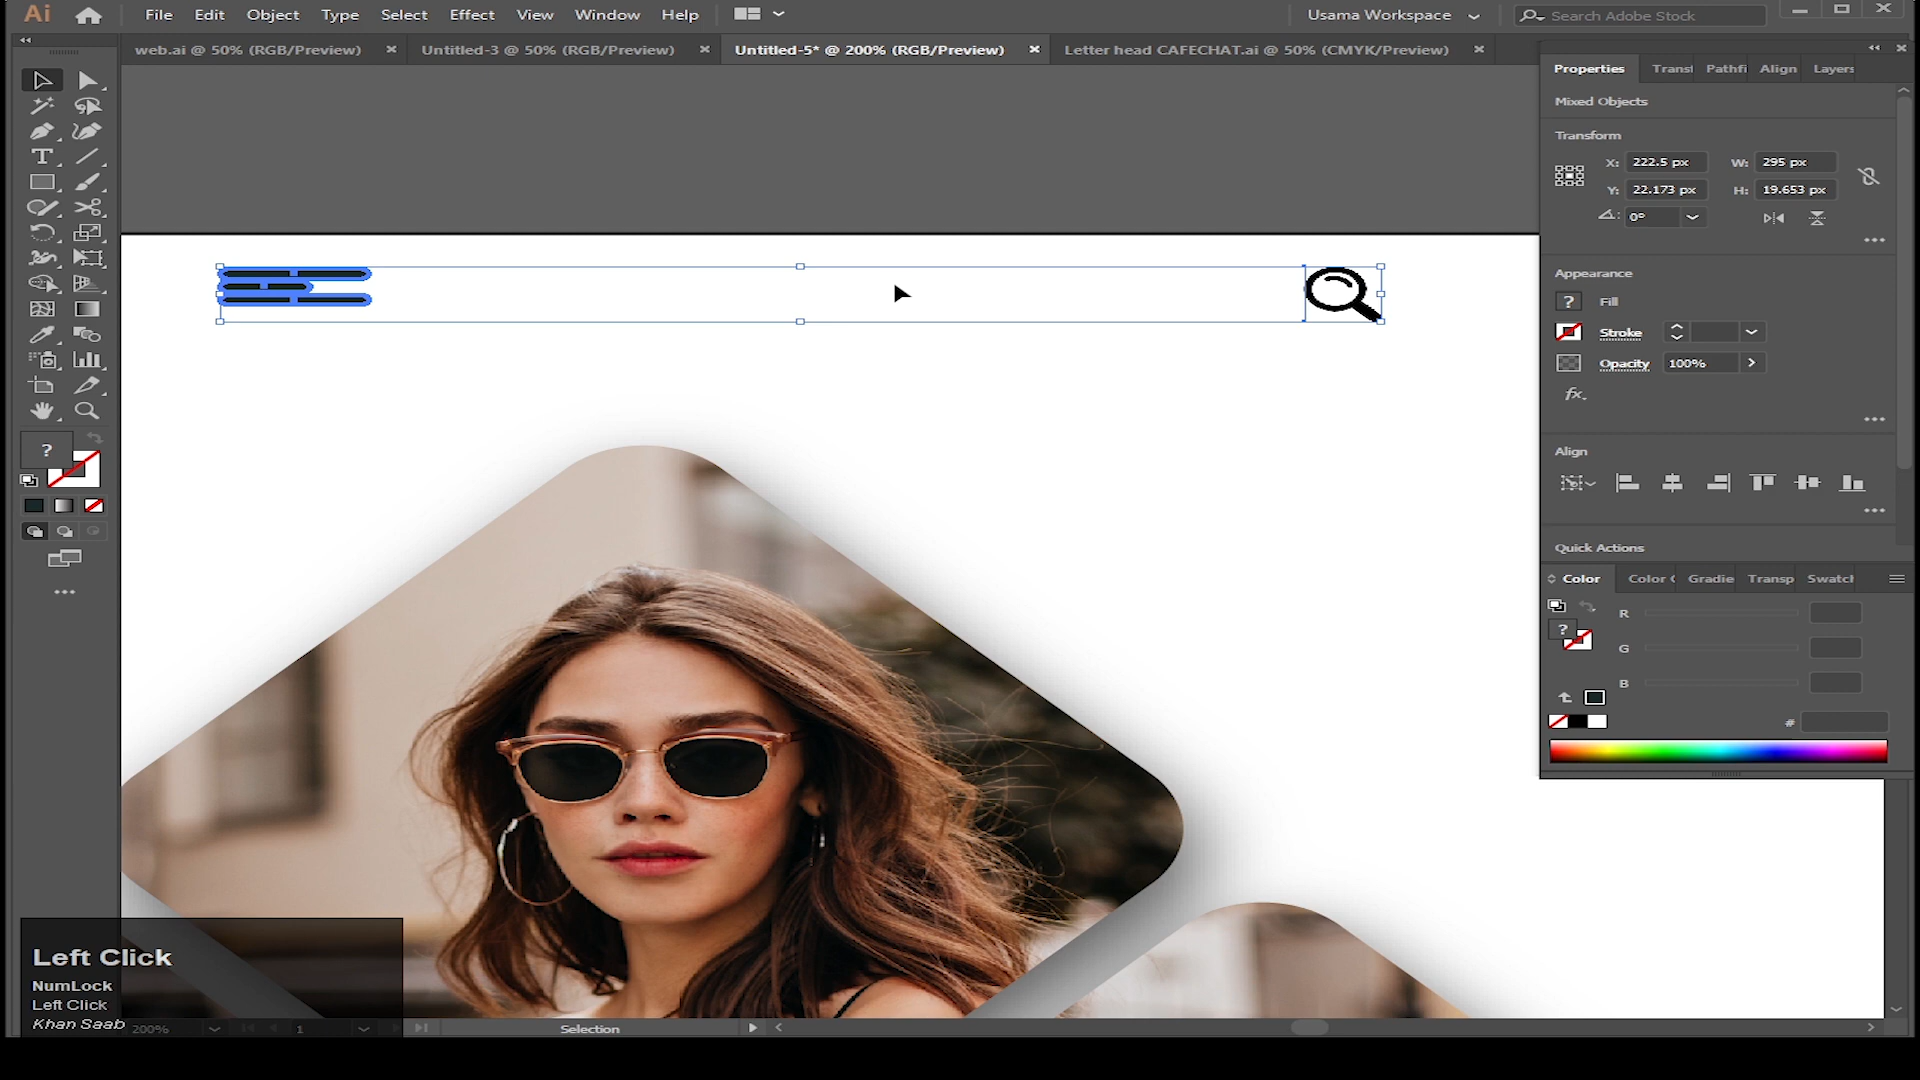 Ai File Edit Object Type Select Effect View Window Help Usama Workspace Search Adobe Stock
web.ai @ 50% (RGB/Preview) Untitled-3 @ 50% (RGB/Preview) Untitled-5* @ 200% (RGB/Preview) Letter head CAFECHAT.ai @ 50% (CMYK/Preview)
Properties Transf Pathfi Align Layers
Mixed Objects
Transform
X: 222.5 px W: 295 px
Y: 22.173 px H: 19.653 px
0°
Appearance
? Fill
Stroke
Opacity 100%
fx.
Align
Quick Actions
Color Color Gradie Transp Swatch
R
? G
B
#
?
Left Click
NumLock
Left Click
Khan Saab
200% 1 Selection